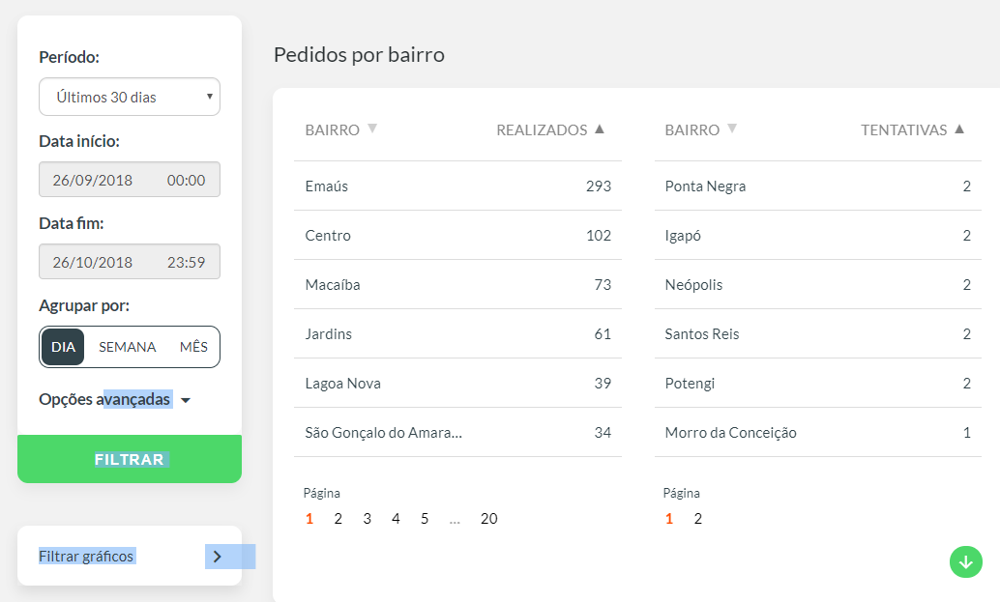 Período:
Últimos 30 dias
Data início:
26/09/2018 00:00
Data fim:
26/10/2018 23:59
Agrupar por:
DIA SEMANA MÊS
Opções avançadas
FILTRAR
Filtrar gráficos
Pedidos por bairro
BAIRRO REALIZADOS
Emaús 293
Centro 102
Macaíba 73
Jardins 61
Lagoa Nova 39
São Gonçalo do Amara... 34
Página
1 2 3 4 5 ... 20
BAIRRO TENTATIVAS
Ponta Negra 2
Igapó 2
Neópolis 2
Santos Reis 2
Potengi 2
Morro da Conceição 1
Página
1 2